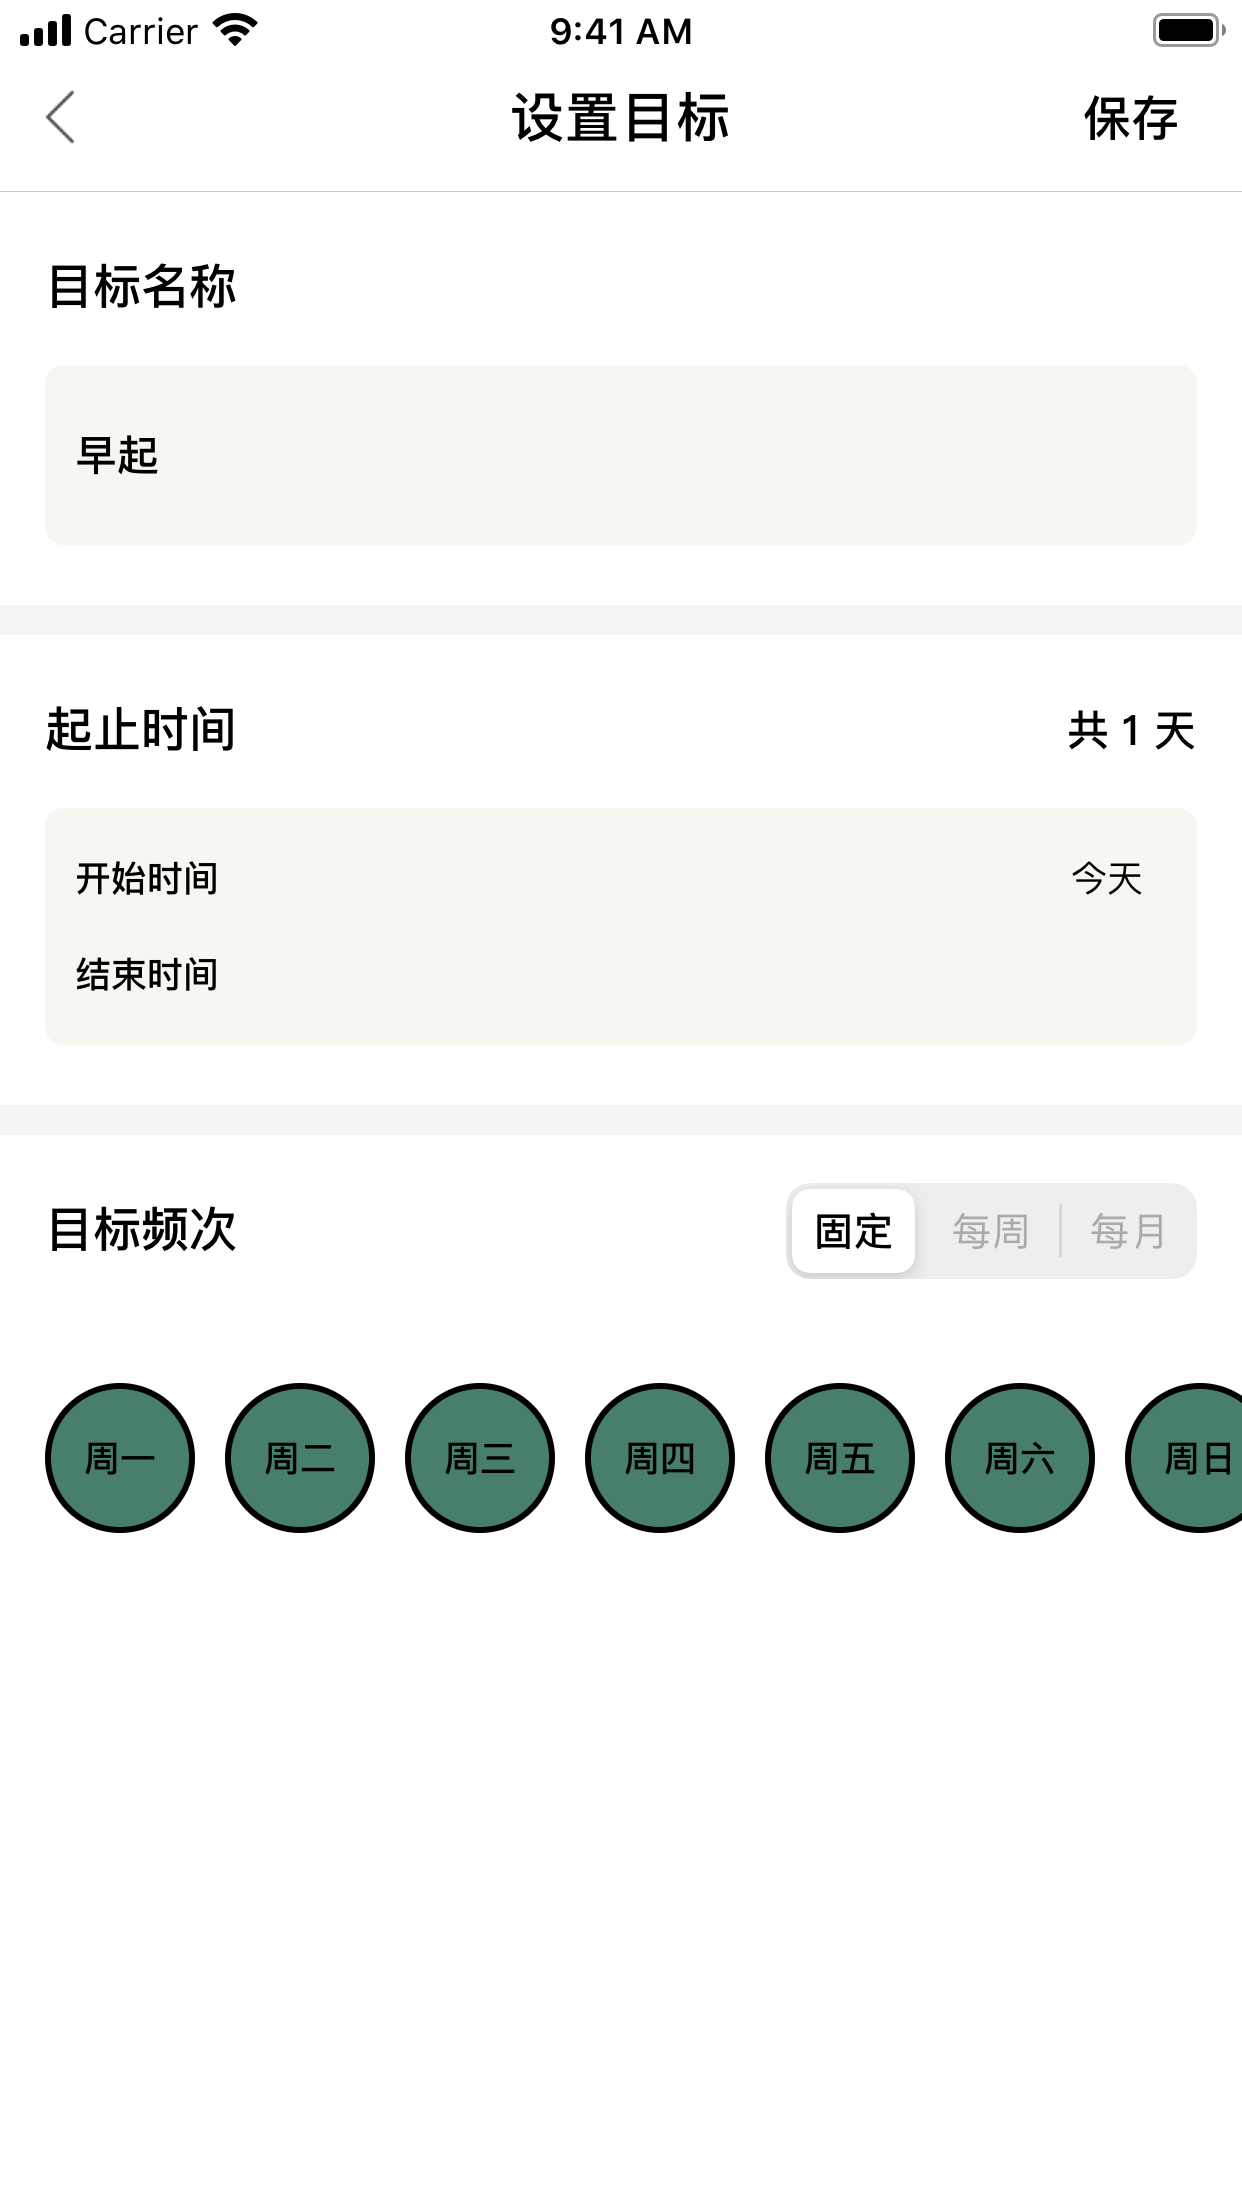 Carrier 9:41 AM
设置目标 保存
目标名称
早起
起止时间 共 1 天
开始时间 今天
结束时间
目标频次 固定 每周 每月
周一 周二 周三 周四 周五 周六 周日